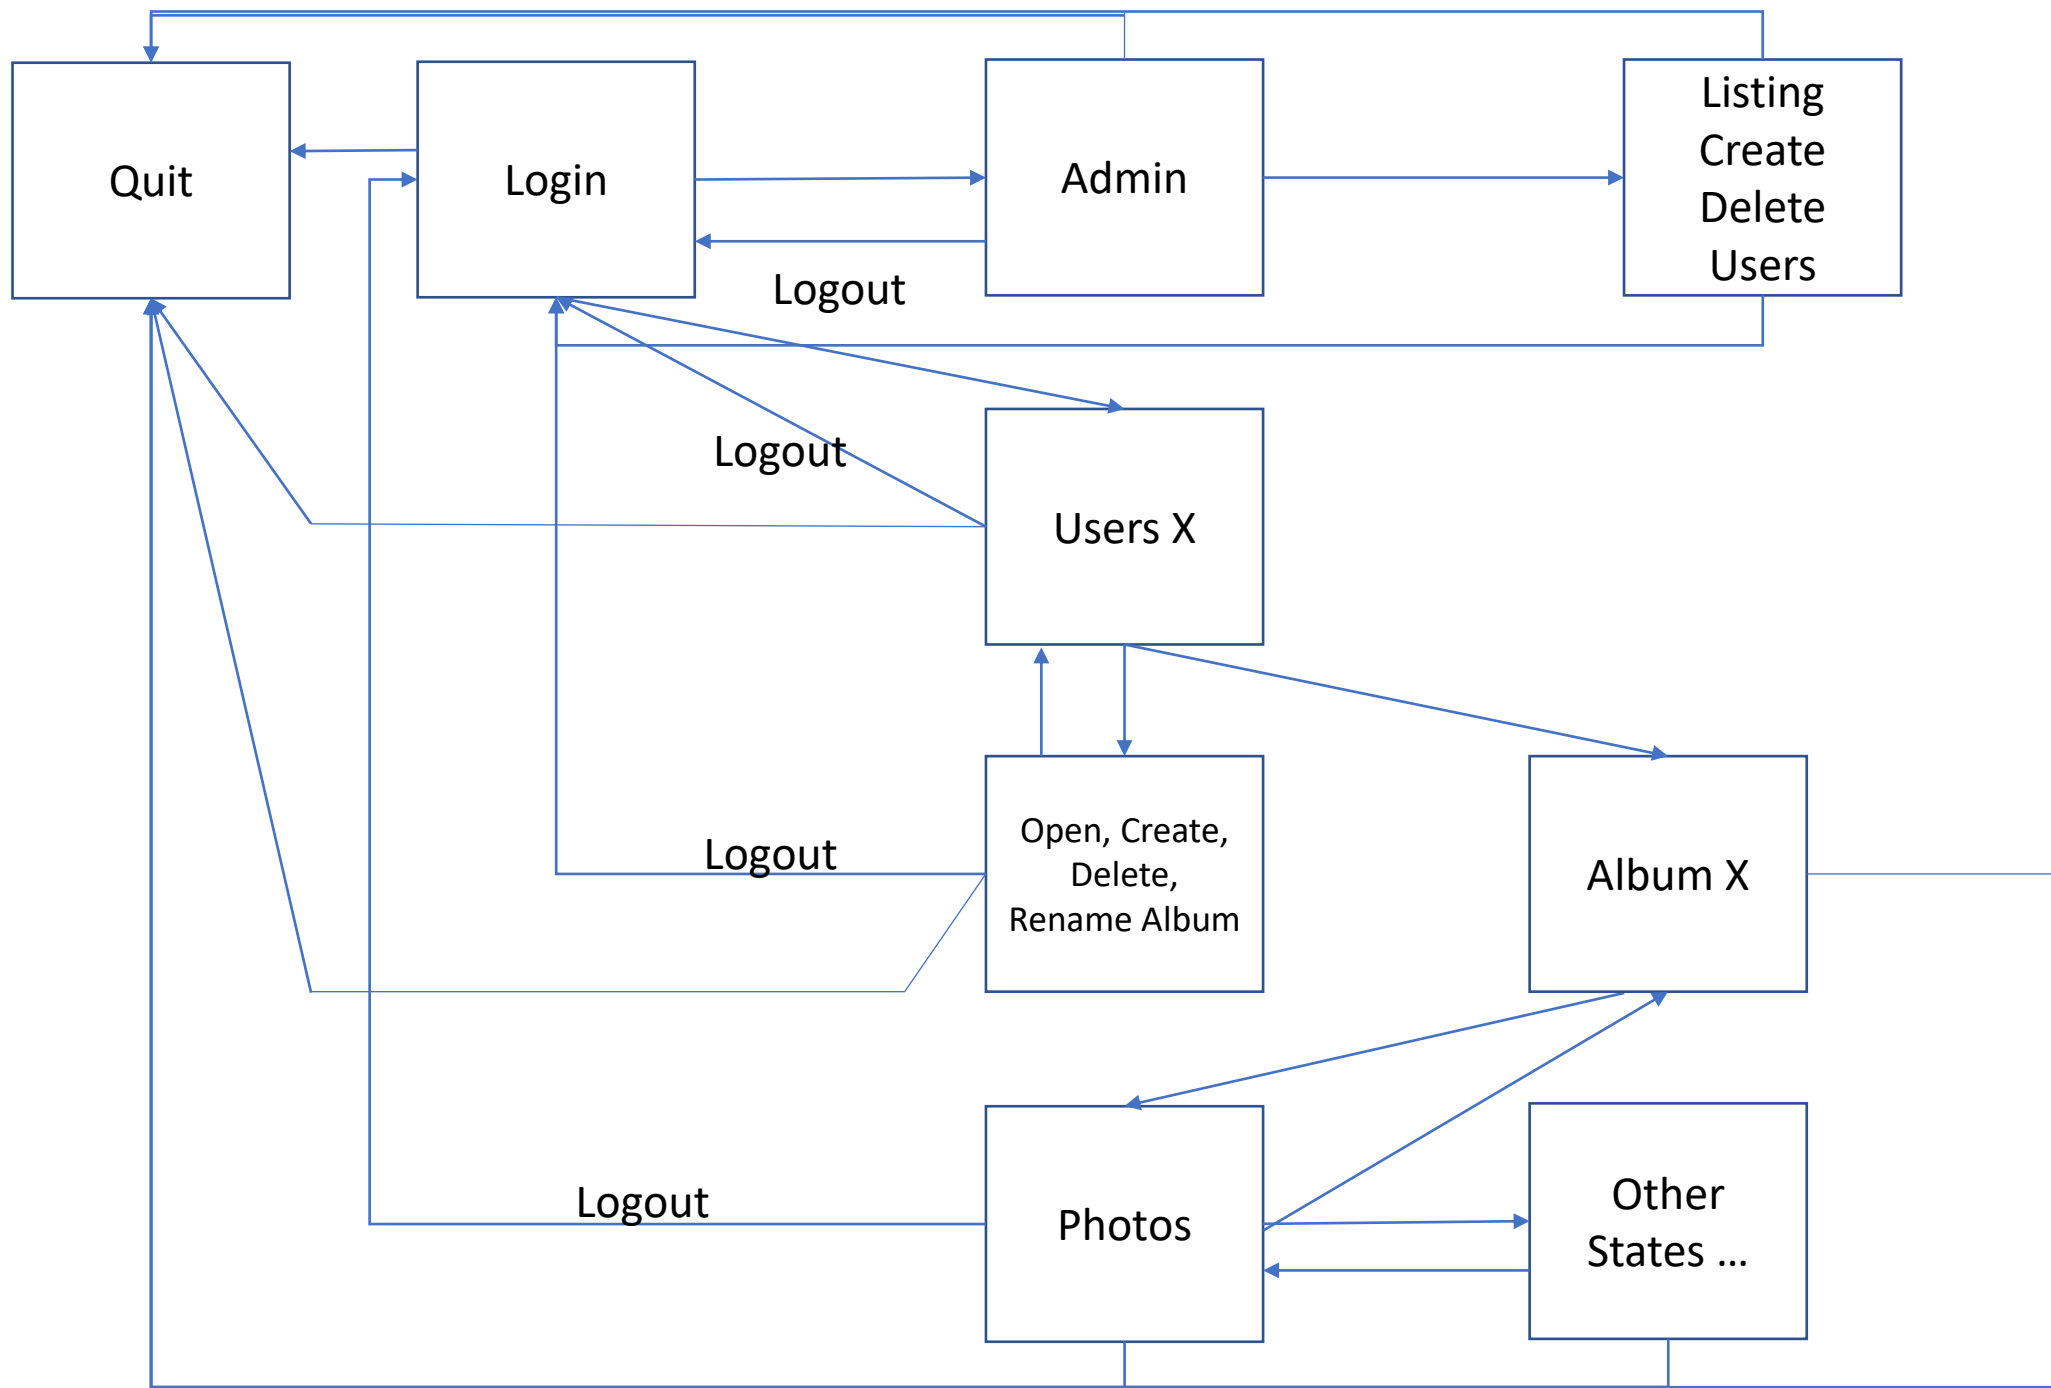 Quit
Login
Admin
Listing
Create
Delete
Users
Logout
Logout
Users X
Open, Create,
Delete,
Rename Album
Logout
Album X
Logout
Photos
Other
States ...